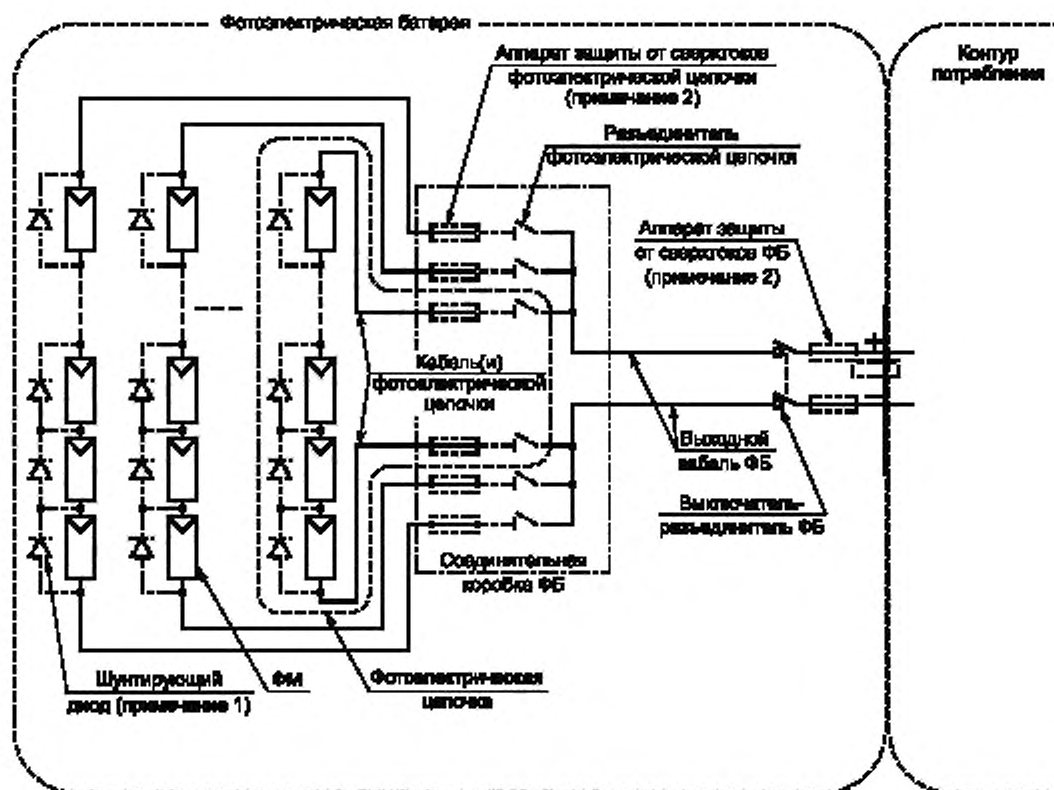 Фотоэлектрическая батарея
Контур
потребления
Аппарат защиты от сверхтоков
фотоэлектрической цепочки
(примечание 2)
Разъединитель
фотоэлектрической цепочки
Аппарат защиты
от сверхтоков ФБ
(примечание 2)
+
Кабель(и)
фотоэлектрической
цепочки
–
Выходной
кабель ФБ
Выключатель-
разъединитель ФБ
Соединительная
коробка ФБ
Шунтирующий
диод (примечание 1)
ФМ
Фотоэлектрическая
цепочка